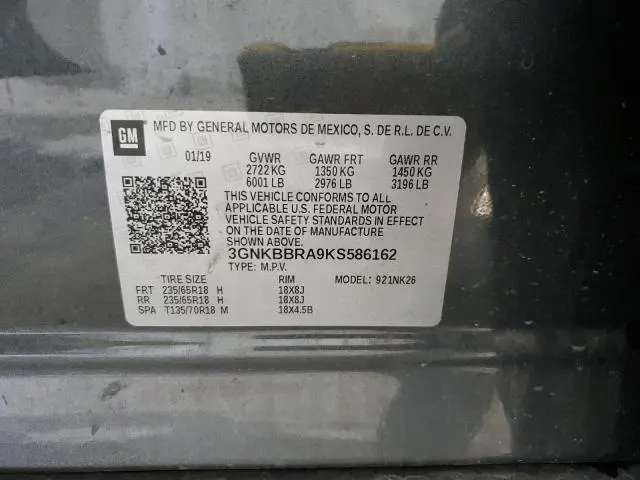 GM
MFD BY GENERAL MOTORS DE MEXICO, S. DE R.L. DE C.V.
01/19 GVWR GAWR FRT GAWR RR
2722 KG 1350 KG 1450 KG
6001 LB 2976 LB 3196 LB
THIS VEHICLE CONFORMS TO ALL
APPLICABLE U.S. FEDERAL MOTOR
VEHICLE SAFETY STANDARDS IN EFFECT
ON THE DATE OF MANUFACTURE SHOWN ABOVE.
3GNKBBRA9KS586162
TYPE: M.P.V.
TIRE SIZE RIM MODEL: 921NK26
FRT 235/65R18 H 18X8J
RR 235/65R18 H 18X8J
SPA T135/70R18 M 18X4.5B